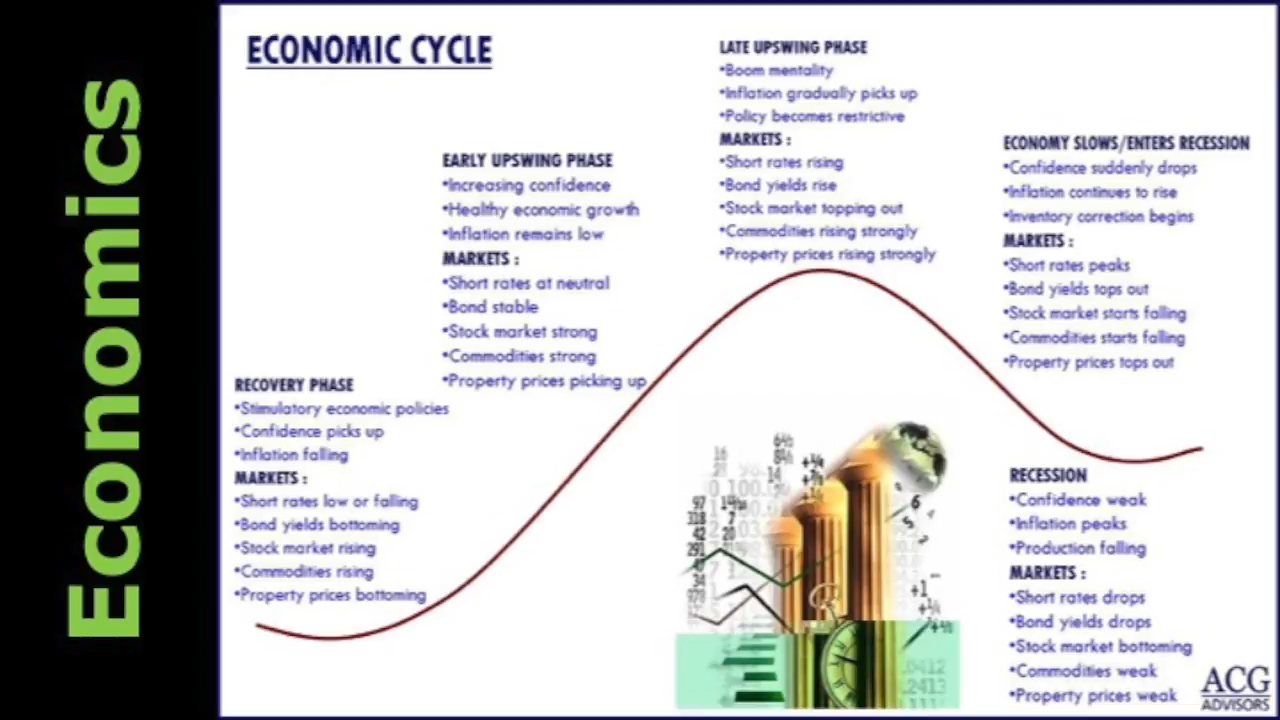 Economics
ECONOMIC CYCLE
RECOVERY PHASE
•Stimulatory economic policies
•Confidence picks up
•Inflation falling
MARKETS :
•Short rates low or falling
•Bond yields bottoming
•Stock market rising
•Commodities rising
•Property prices bottoming
EARLY UPSWING PHASE
•Increasing confidence
•Healthy economic growth
•Inflation remains low
MARKETS :
•Short rates at neutral
•Bond stable
•Stock market strong
•Commodities strong
•Property prices picking up
LATE UPSWING PHASE
•Boom mentality
•Inflation gradually picks up
•Policy becomes restrictive
MARKETS :
•Short rates rising
•Bond yields rise
•Stock market topping out
•Commodities rising strongly
•Property prices rising strongly
ECONOMY SLOWS/ENTERS RECESSION
•Confidence suddenly drops
•Inflation continues to rise
•Inventory correction begins
MARKETS :
•Short rates peaks
•Bond yields tops out
•Stock market starts falling
•Commodities starts falling
•Property prices tops out
RECESSION
•Confidence weak
•Inflation peaks
•Production falling
MARKETS :
•Short rates drops
•Bond yields drops
•Stock market bottoming
•Commodities weak
•Property prices weak
ACG
ADVISORS